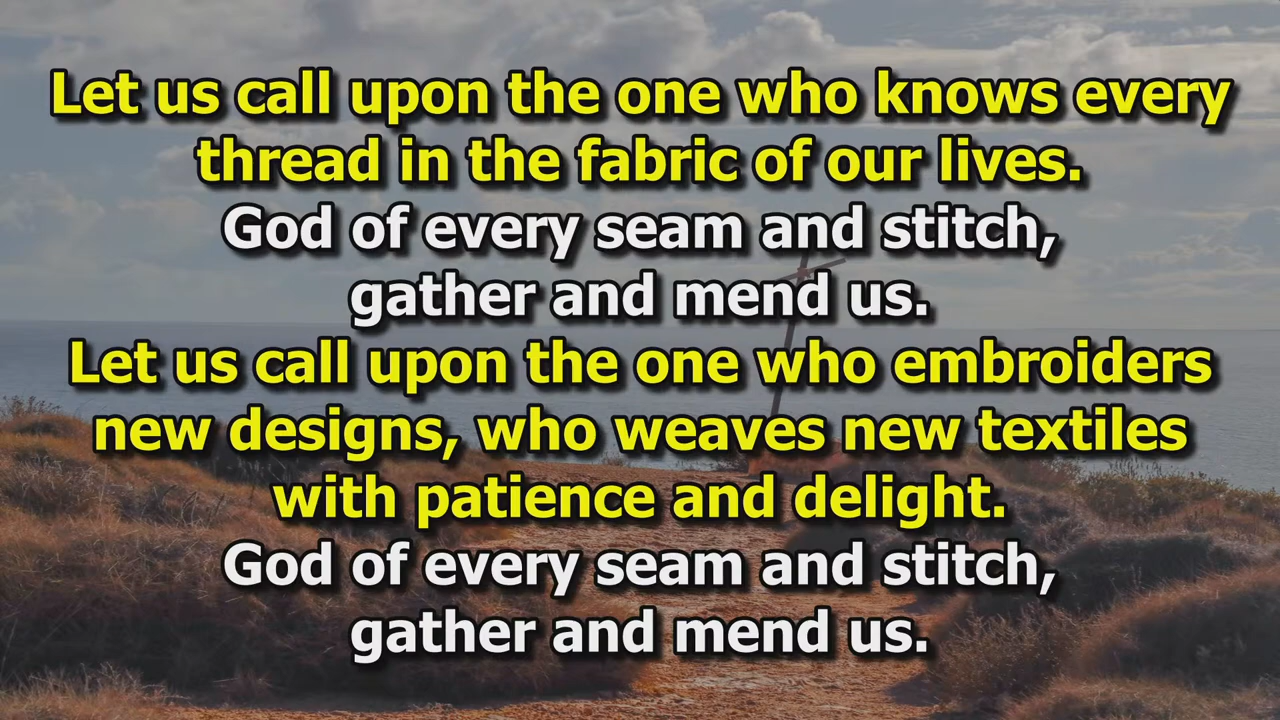 Let us call upon the one who knows every
thread in the fabric of our lives.
God of every seam and stitch,
gather and mend us.
Let us call upon the one who embroiders
new designs, who weaves new textiles
with patience and delight.
God of every seam and stitch,
gather and mend us.